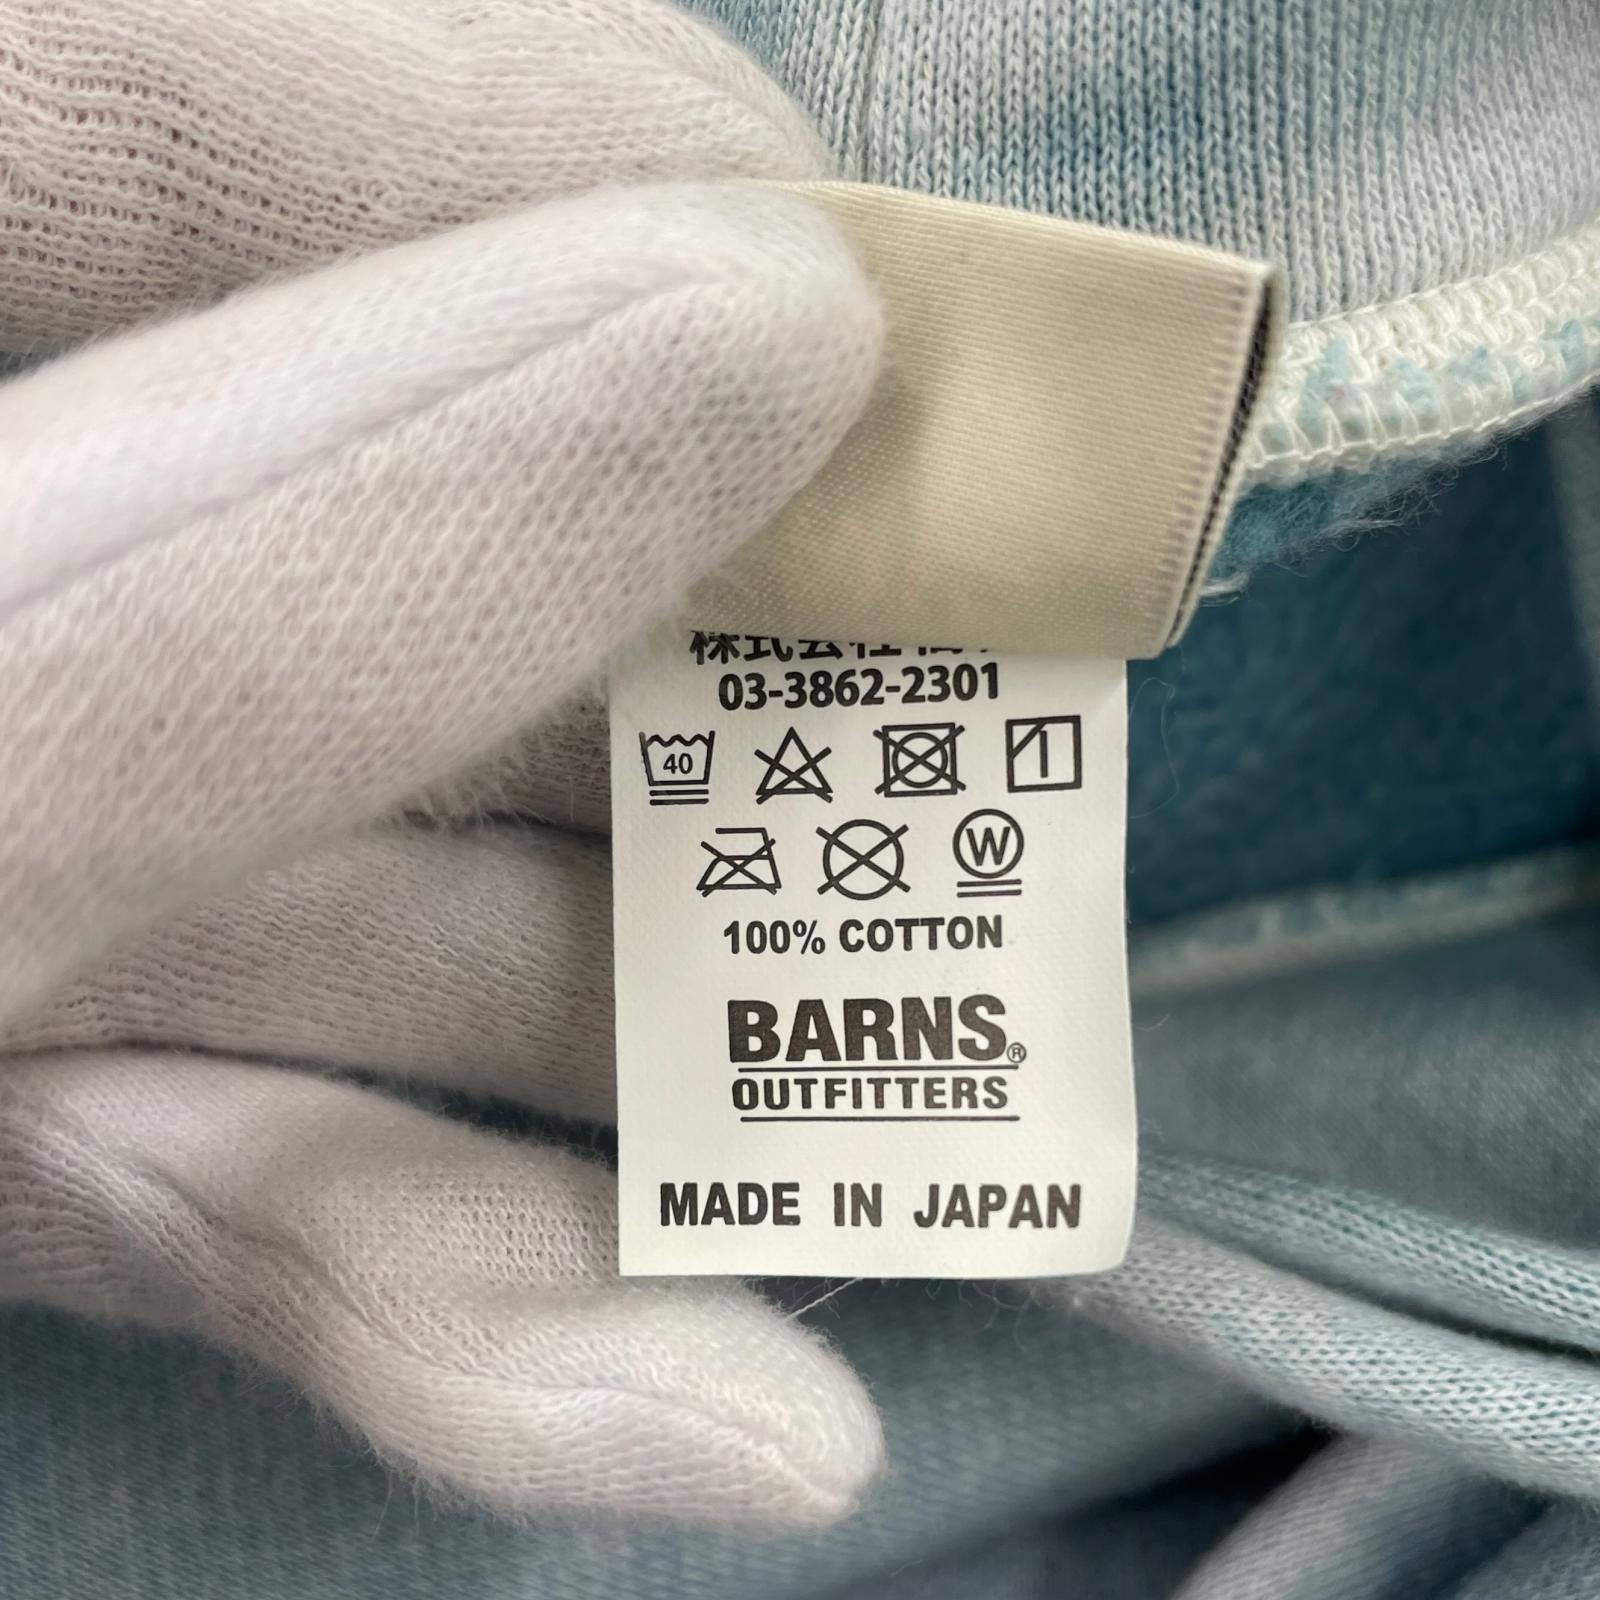 株式会社
03-3862-2301
40
W
100% COTTON
BARNS®
OUTFITTERS
MADE IN JAPAN